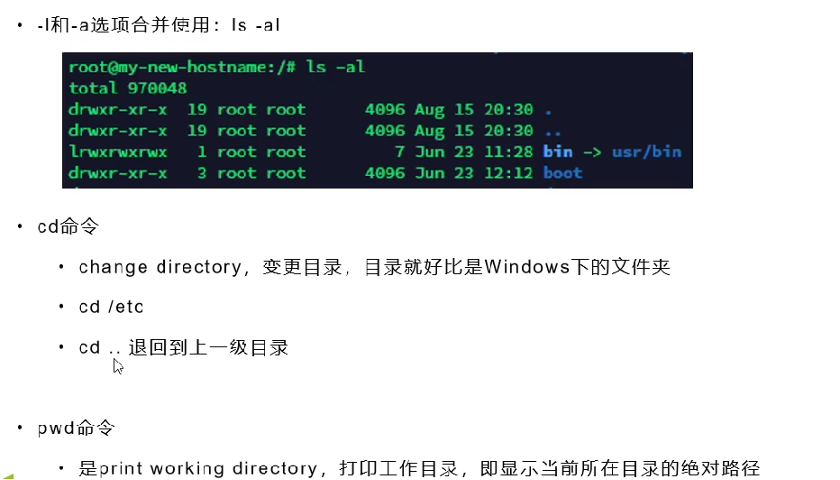 • -l和-a选项合并使用：ls -al
root@my-new-hostname:/# ls -al
total 970048
drwxr-xr-x 19 root root 4096 Aug 15 20:30 .
drwxr-xr-x 19 root root 4096 Aug 15 20:30 ..
lrwxrwxrwx 1 root root 7 Jun 23 11:28 bin -> usr/bin
drwxr-xr-x 3 root root 4096 Jun 23 12:12 boot
• cd命令
• change directory，变更目录，目录就好比是Windows下的文件夹
• cd /etc
• cd .. 退回到上一级目录
• pwd命令
• 是print working directory，打印工作目录，即显示当前所在目录的绝对路径